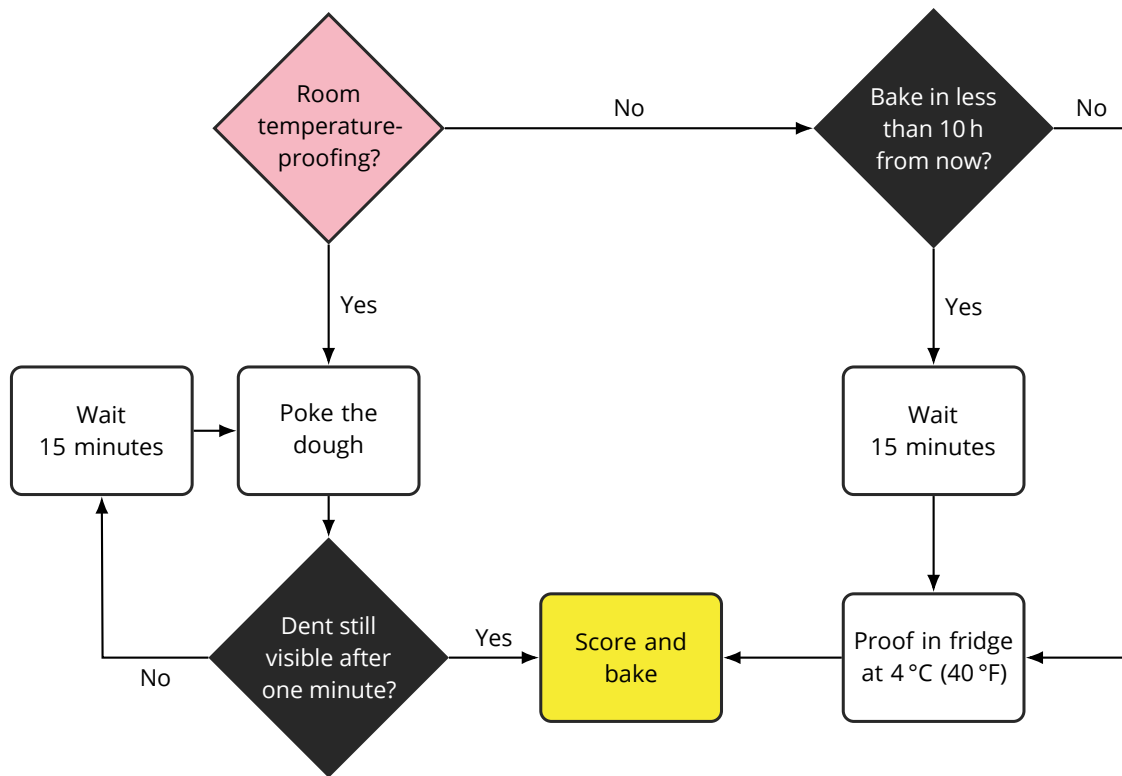 Room
temperature-
proofing?
No
Bake in less
than 10 h
from now?
No
Yes
Yes
Wait
15 minutes
Poke the
dough
Wait
15 minutes
Dent still
visible after
one minute?
No
Yes
Score and
bake
Proof in fridge
at 4 °C (40 °F)